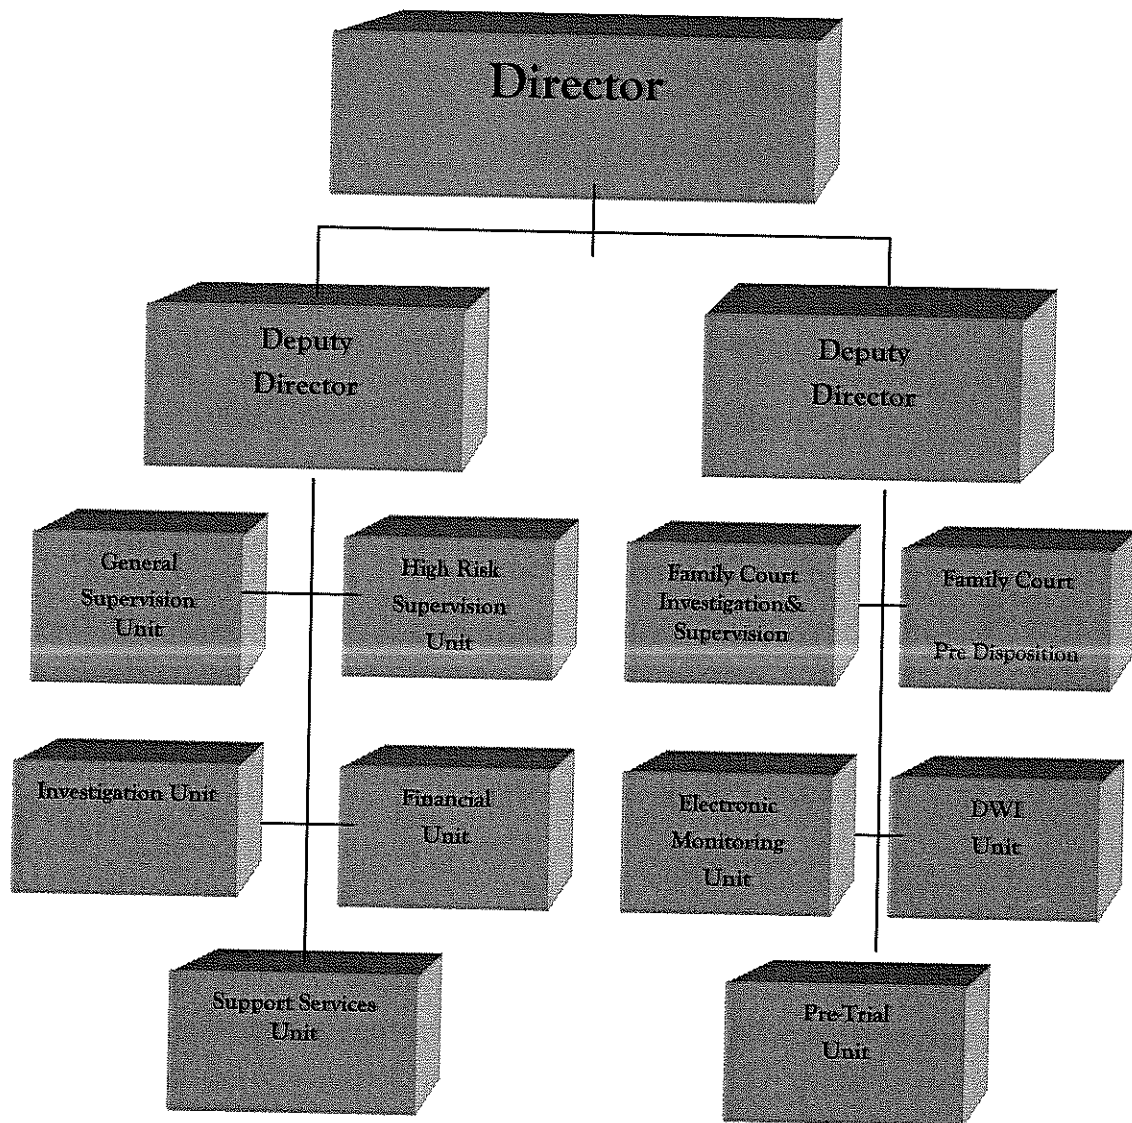 Director
Deputy
Director
Deputy
Director
General
Supervision
Unit
High Risk
Supervision
Unit
Family Court
Investigation&
Supervision
Family Court
Pre Disposition
Investigation Unit
Financial
Unit
Electronic
Monitoring
Unit
DWI
Unit
Support Services
Unit
Pre-Trial
Unit